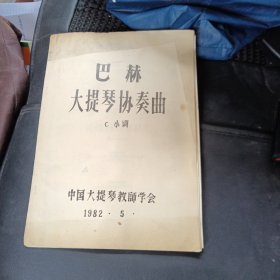 巴赫
大提琴协奏曲
c 小调
中国大提琴教師学会
1982 · 5 ·